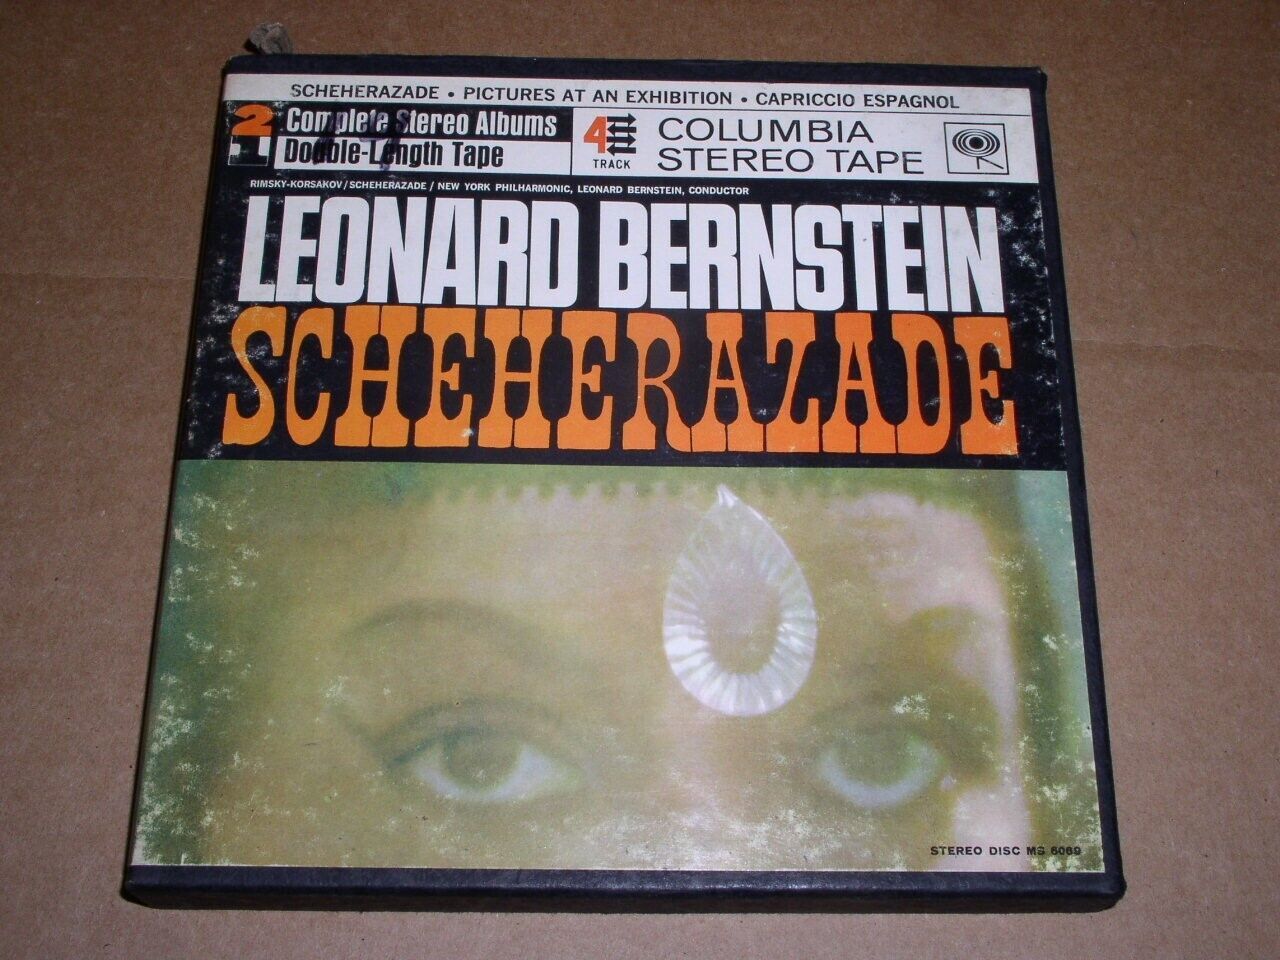 SCHEHERAZADE • PICTURES AT AN EXHIBITION • CAPRICCIO ESPAGNOL
2 Complete Stereo Albums
1 Double-Length Tape
4
TRACK
COLUMBIA
STEREO TAPE
RIMSKY-KORSAKOV/SCHEHERAZADE/NEW YORK PHILHARMONIC, LEONARD BERNSTEIN, CONDUCTOR
LEONARD BERNSTEIN
SCHEHERAZADE
STEREO DISC MS 6069